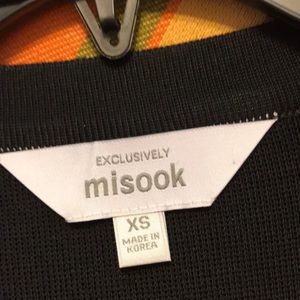 EXCLUSIVELY
misook
XS
MADE IN
KOREA